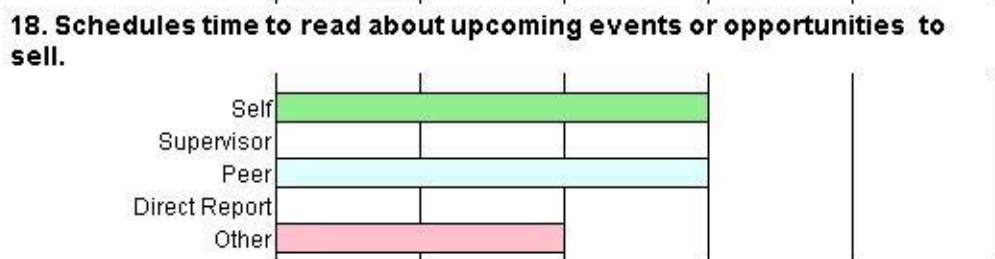 18. Schedules time to read about upcoming events or opportunities to
sell.
Self
Supervisor
Peer
Direct Report
Other